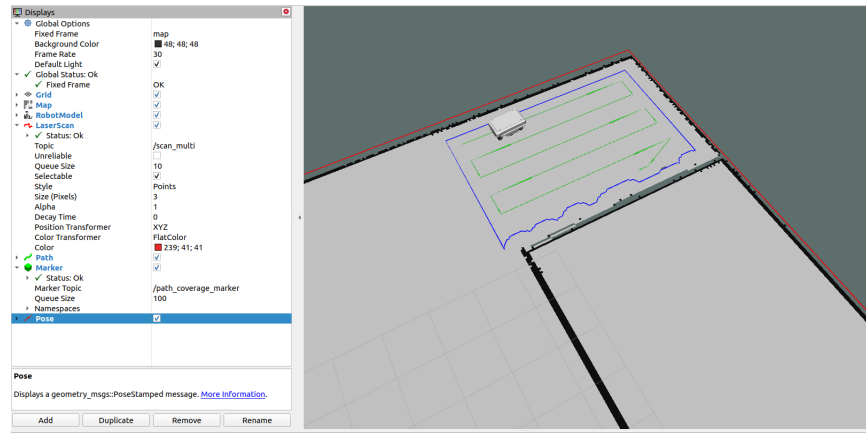 Displays
Global Options
Fixed Frame map
Background Color 48; 48; 48
Frame Rate 30
Default Light
Global Status: Ok
Fixed Frame OK
Grid
Map
RobotModel
LaserScan
Status: Ok
Topic /scan_multi
Unreliable
Queue Size 10
Selectable
Style Points
Size (Pixels) 3
Alpha 1
Decay Time 0
Position Transformer XYZ
Color Transformer FlatColor
Color 239; 41; 41
Path
Marker
Status: Ok
Marker Topic /path_coverage_marker
Queue Size 100
Namespaces
Pose
Pose
Displays a geometry_msgs::PoseStamped message. More Information.
Add Duplicate Remove Rename